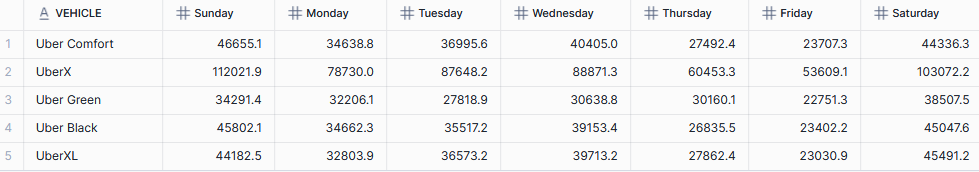 VEHICLE Sunday Monday Tuesday Wednesday Thursday Friday Saturday
1 Uber Comfort 46655.1 34638.8 36995.6 40405.0 27492.4 23707.3 44336.3
2 UberX 112021.9 78730.0 87648.2 88871.3 60453.3 53609.1 103072.2
3 Uber Green 34291.4 32206.1 27818.9 30638.8 30160.1 22751.3 38507.5
4 Uber Black 45802.1 34662.3 35517.2 39153.4 26835.5 23402.2 45047.6
5 UberXL 44182.5 32803.9 36573.2 39713.2 27862.4 23030.9 45491.2